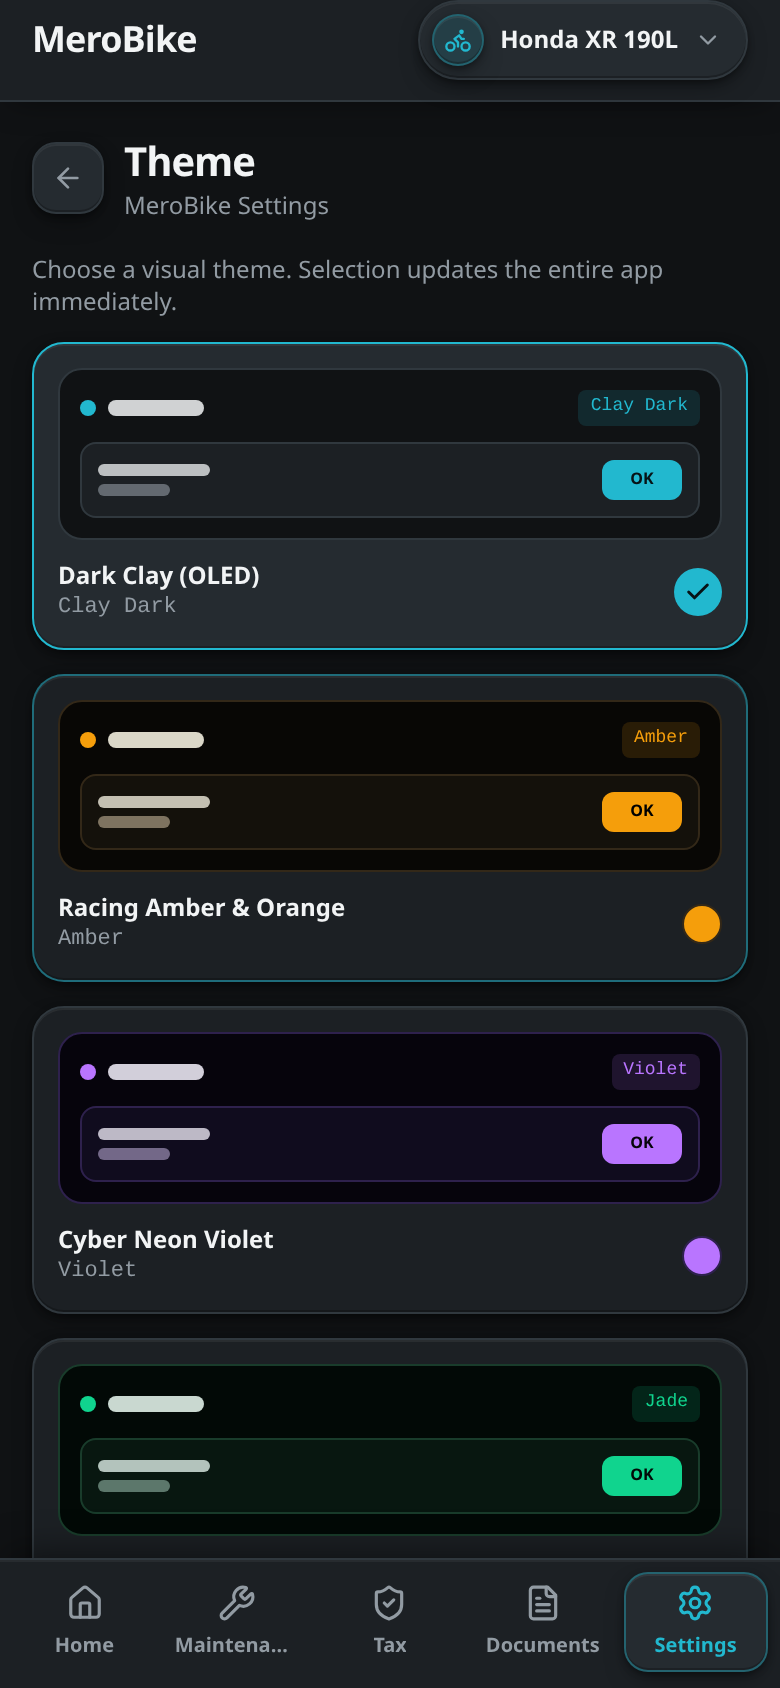 MeroBike
Honda XR 190L
Theme
MeroBike Settings
Choose a visual theme. Selection updates the entire app
immediately.
Clay Dark
OK
Dark Clay (OLED)
Clay Dark
Amber
OK
Racing Amber & Orange
Amber
Violet
OK
Cyber Neon Violet
Violet
Jade
OK
Home
Maintena...
Tax
Documents
Settings